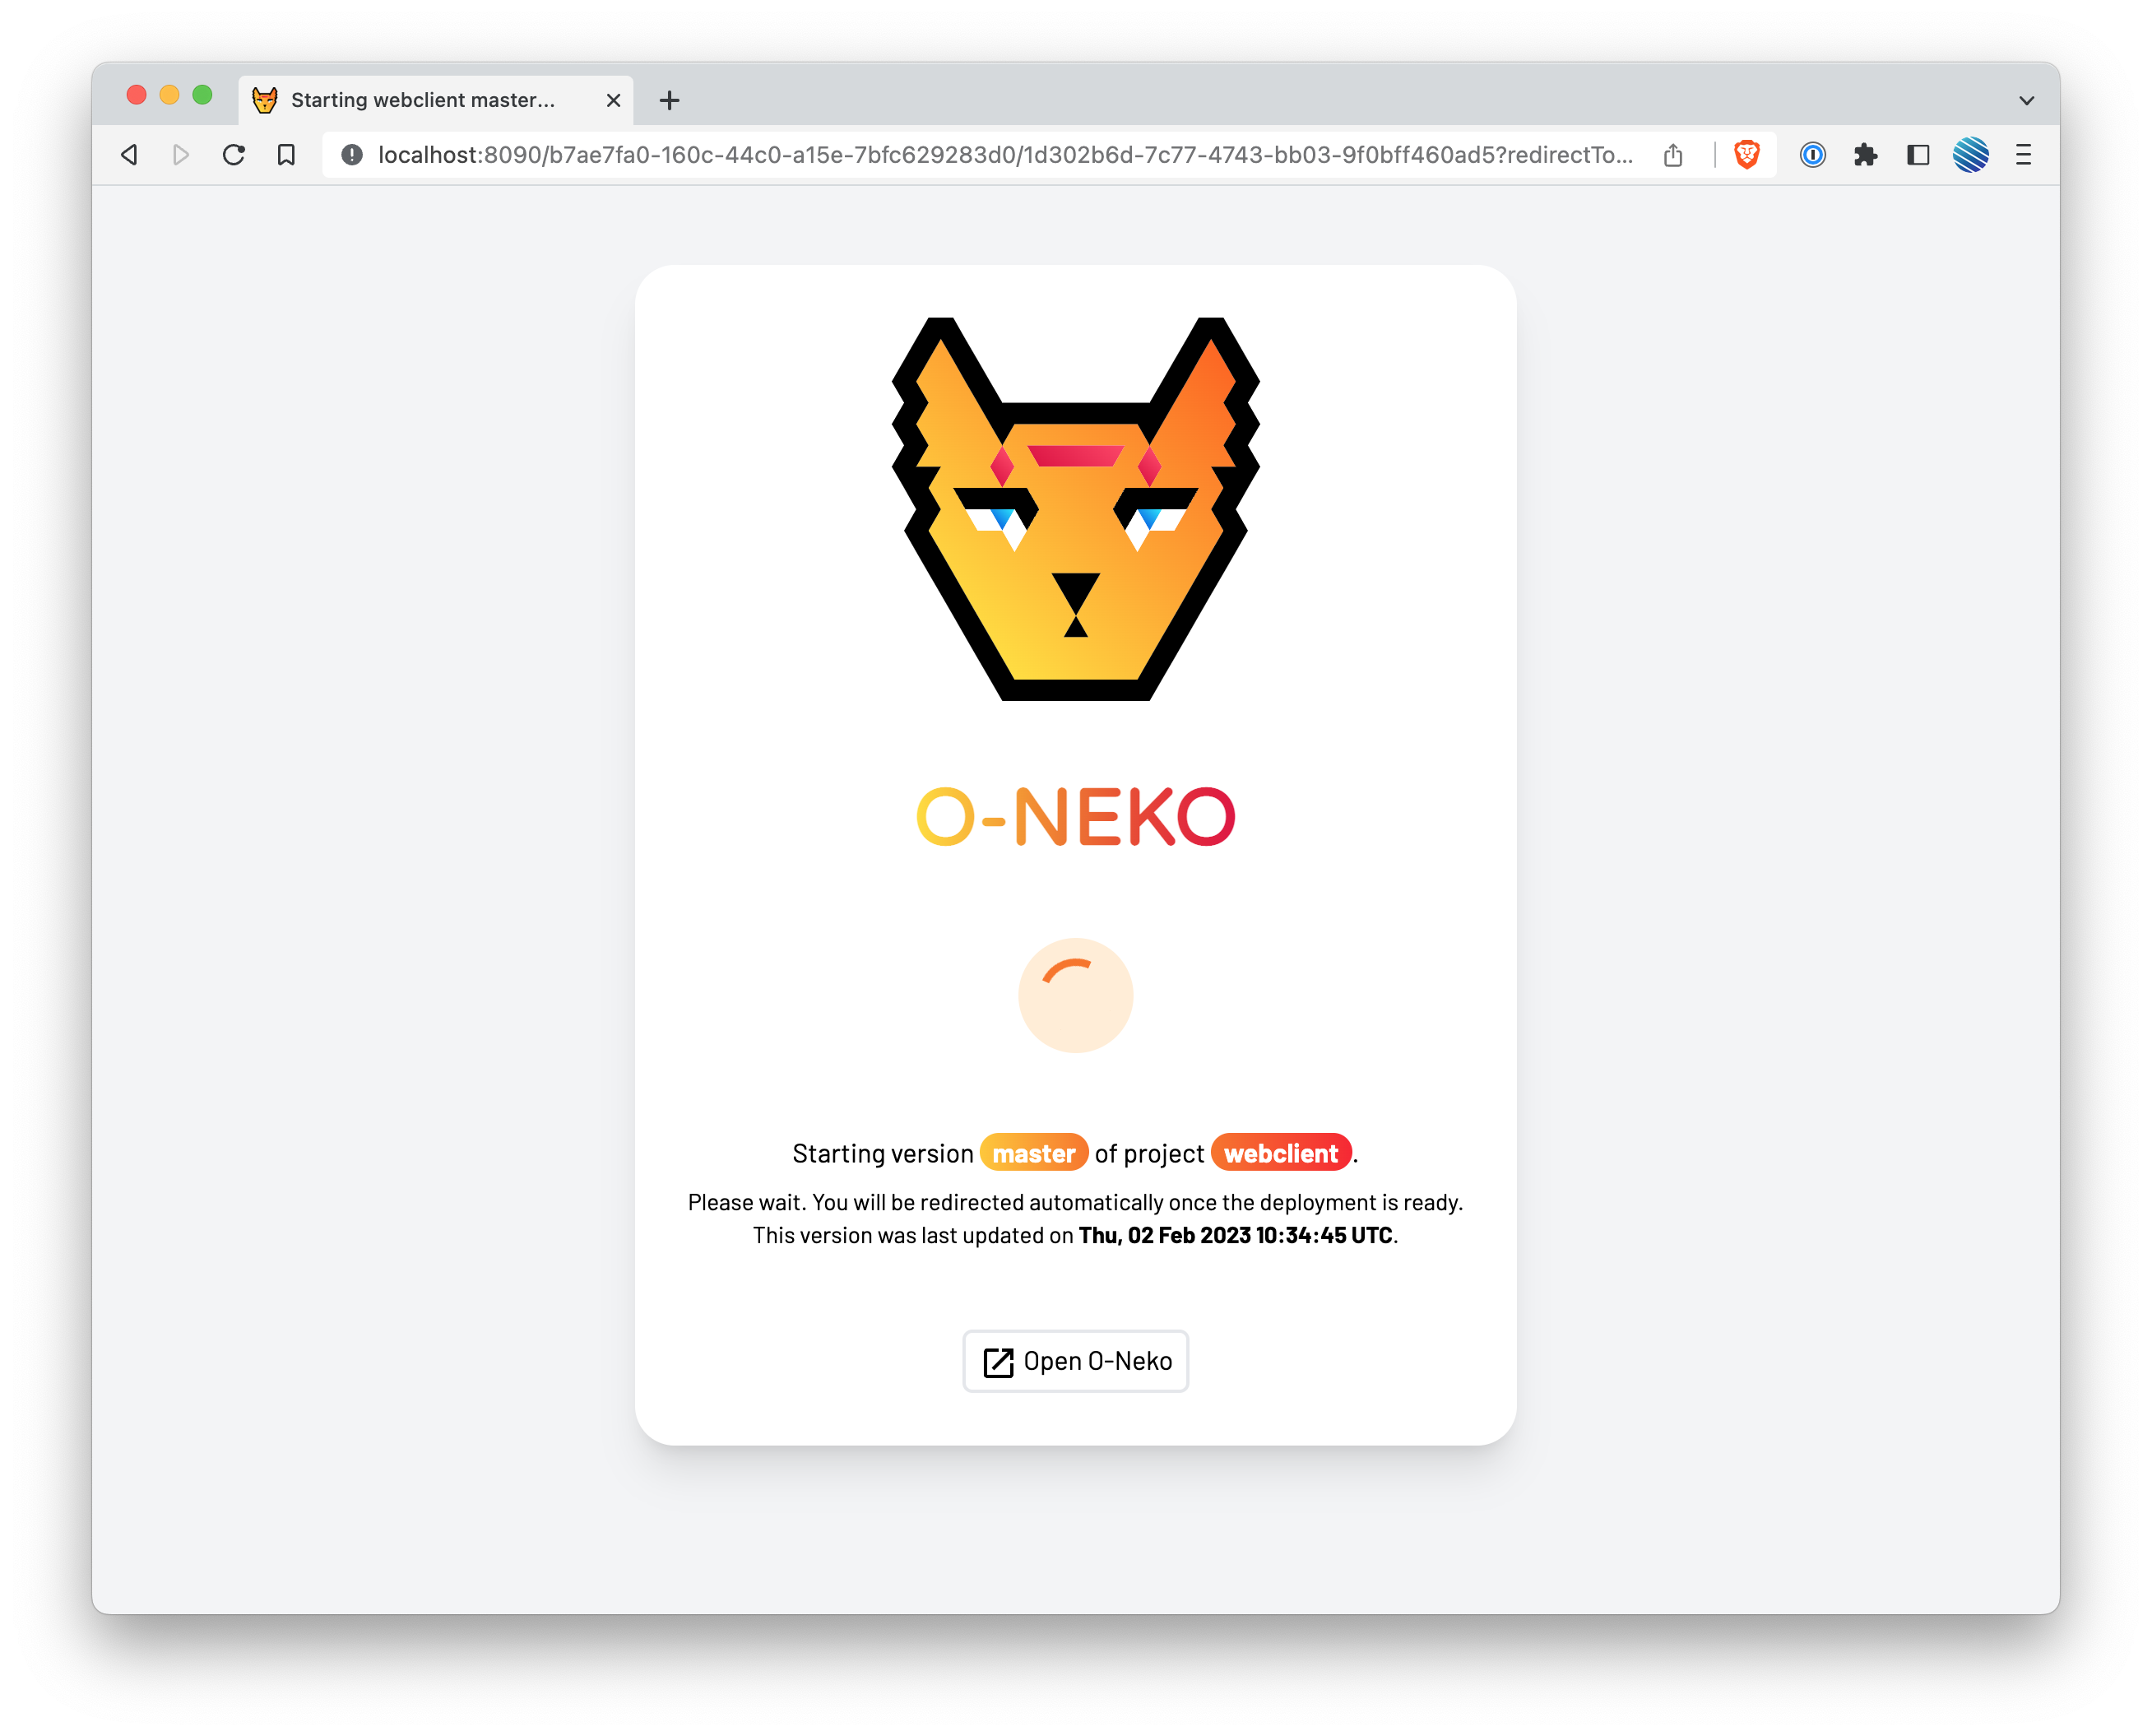 Starting webclient master...
localhost:8090/b7ae7fa0-160c-44c0-a15e-7bfc629283d0/1d302b6d-7c77-4743-bb03-9f0bff460ad5?redirectTo...
O-NEKO
Starting version master of project webclient.
Please wait. You will be redirected automatically once the deployment is ready.
This version was last updated on Thu, 02 Feb 2023 10:34:45 UTC.
Open O-Neko